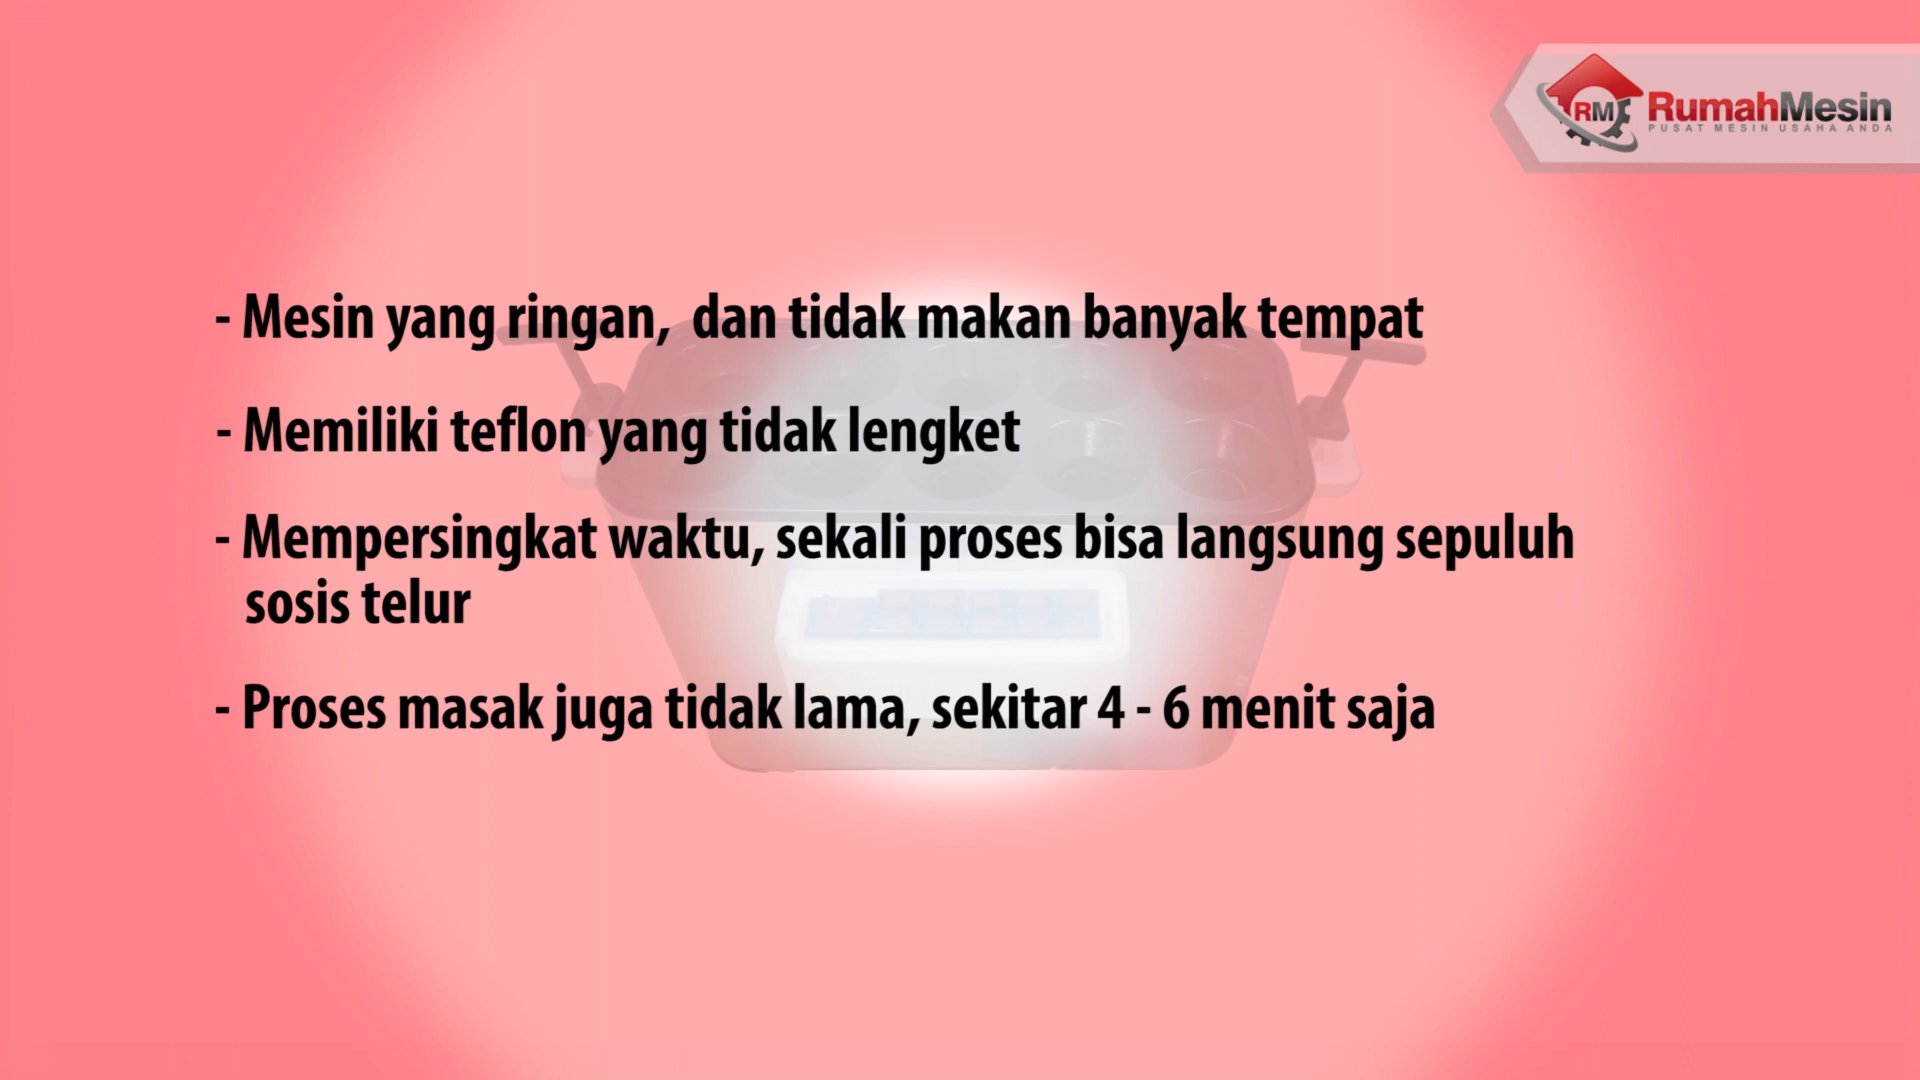 RM RumahMesin
PUSAT MESIN USAHA ANDA
- Mesin yang ringan,  dan tidak makan banyak tempat
- Memiliki teflon yang tidak lengket
- Mempersingkat waktu, sekali proses bisa langsung sepuluh
sosis telur
- Proses masak juga tidak lama, sekitar 4 - 6 menit saja